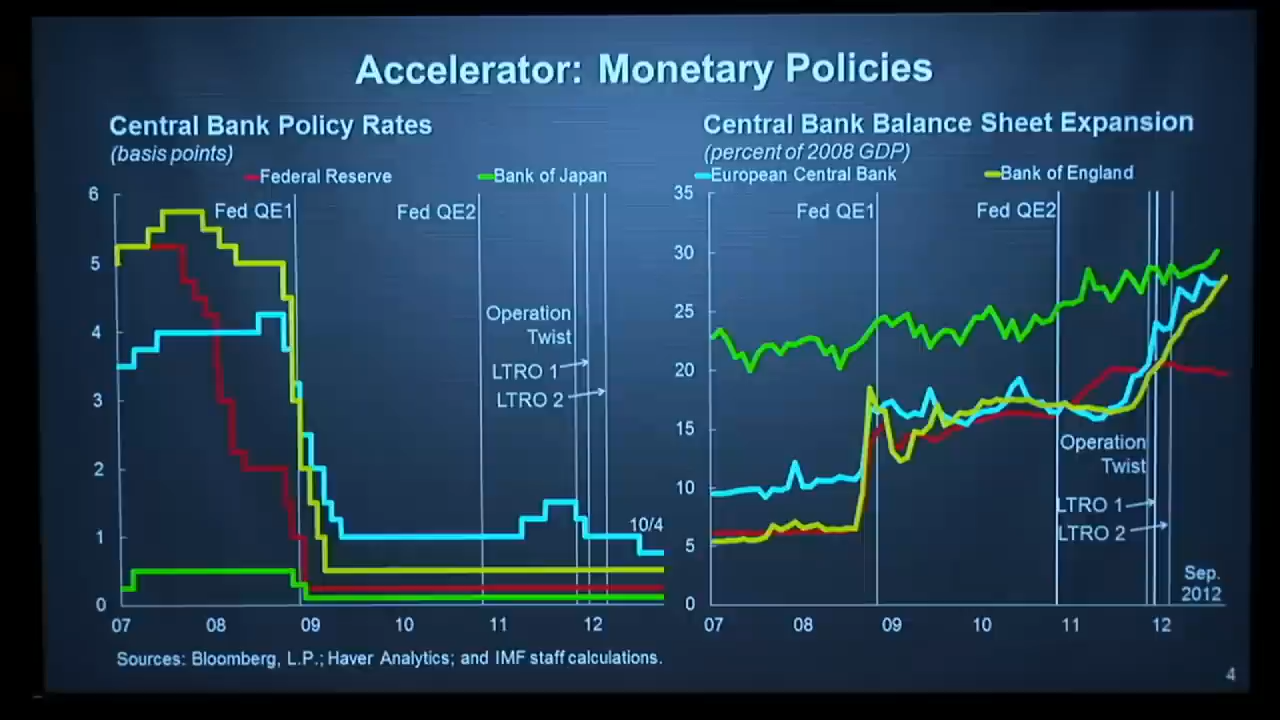 Accelerator: Monetary Policies
Central Bank Policy Rates
(basis points)
Federal Reserve
Bank of Japan
6
5
4
3
2
1
0
Fed QE1
Fed QE2
Operation
Twist
LTRO 1
LTRO 2
10/4
07 08 09 10 11 12
Central Bank Balance Sheet Expansion
(percent of 2008 GDP)
European Central Bank
Bank of England
35
30
25
20
15
10
5
0
Fed QE1
Fed QE2
Operation
Twist
LTRO 1
LTRO 2
Sep.
2012
07 08 09 10 11 12
Sources: Bloomberg, L.P.; Haver Analytics; and IMF staff calculations.
4